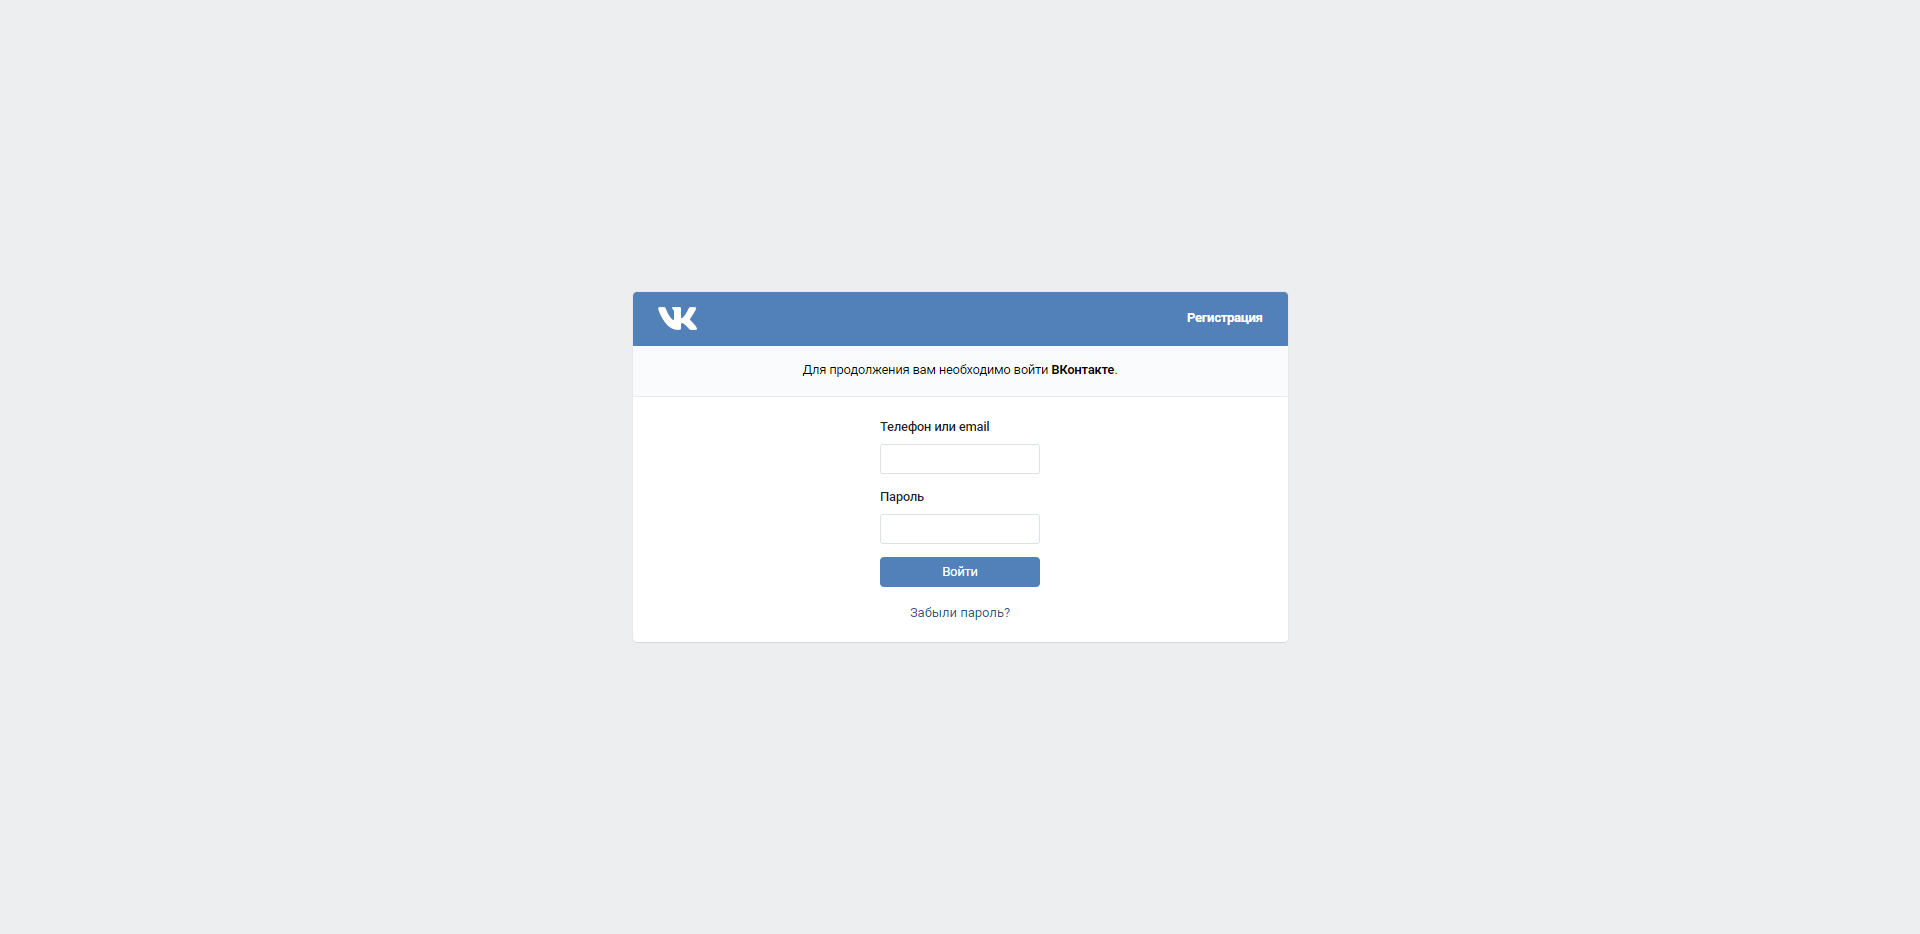 VK
Регистрация
Для продолжения вам необходимо войти ВКонтакте.
Телефон или email
Пароль
Войти
Забыли пароль?